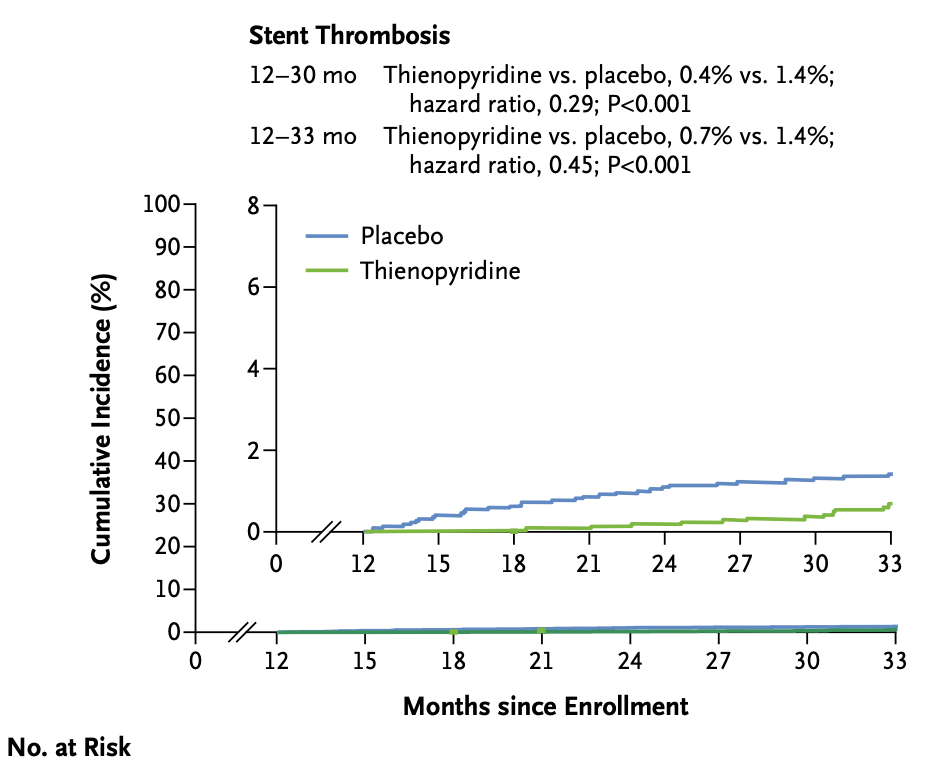 Stent Thrombosis
12–30 mo Thienopyridine vs. placebo, 0.4% vs. 1.4%;
hazard ratio, 0.29; P<0.001
12–33 mo Thienopyridine vs. placebo, 0.7% vs. 1.4%;
hazard ratio, 0.45; P<0.001
Cumulative Incidence (%)
100
90
80
70
60
50
40
30
20
10
0
8
6
4
2
0
Placebo
Thienopyridine
0 12 15 18 21 24 27 30 33
0 12 15 18 21 24 27 30 33
Months since Enrollment
No. at Risk